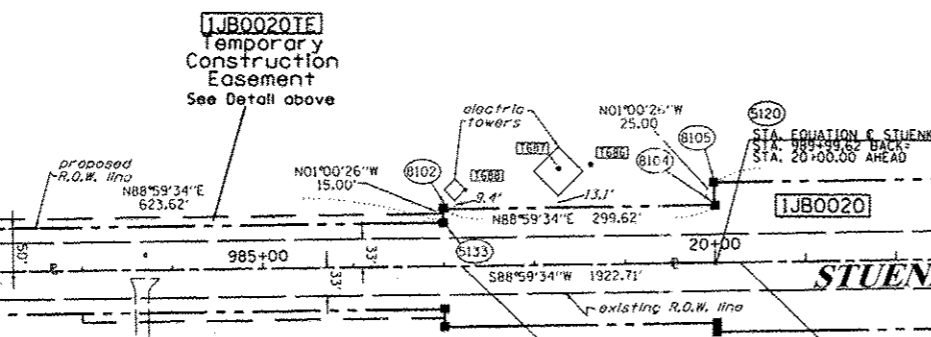 1JB0020TE
Temporary
Construction
Easement
See Detail above
proposed
R.O.W. line
N88°59'34"E
623.62'
N01°00'26"W
15.00'
8102
electric
towers
T688
T687
T686
9.4'
13.1'
N01°00'26"W
25.00
8104
8105
5120
STA. EQUATION ℄ STUENK
STA. 989+99.62 BACK=
STA. 20+00.00 AHEAD
N88°59'34"E 299.62'
1JB0020
50'
985+00
33'
33'
5133
20+00
S88°59'34"W 1922.71'
STUEN
existing R.O.W. line